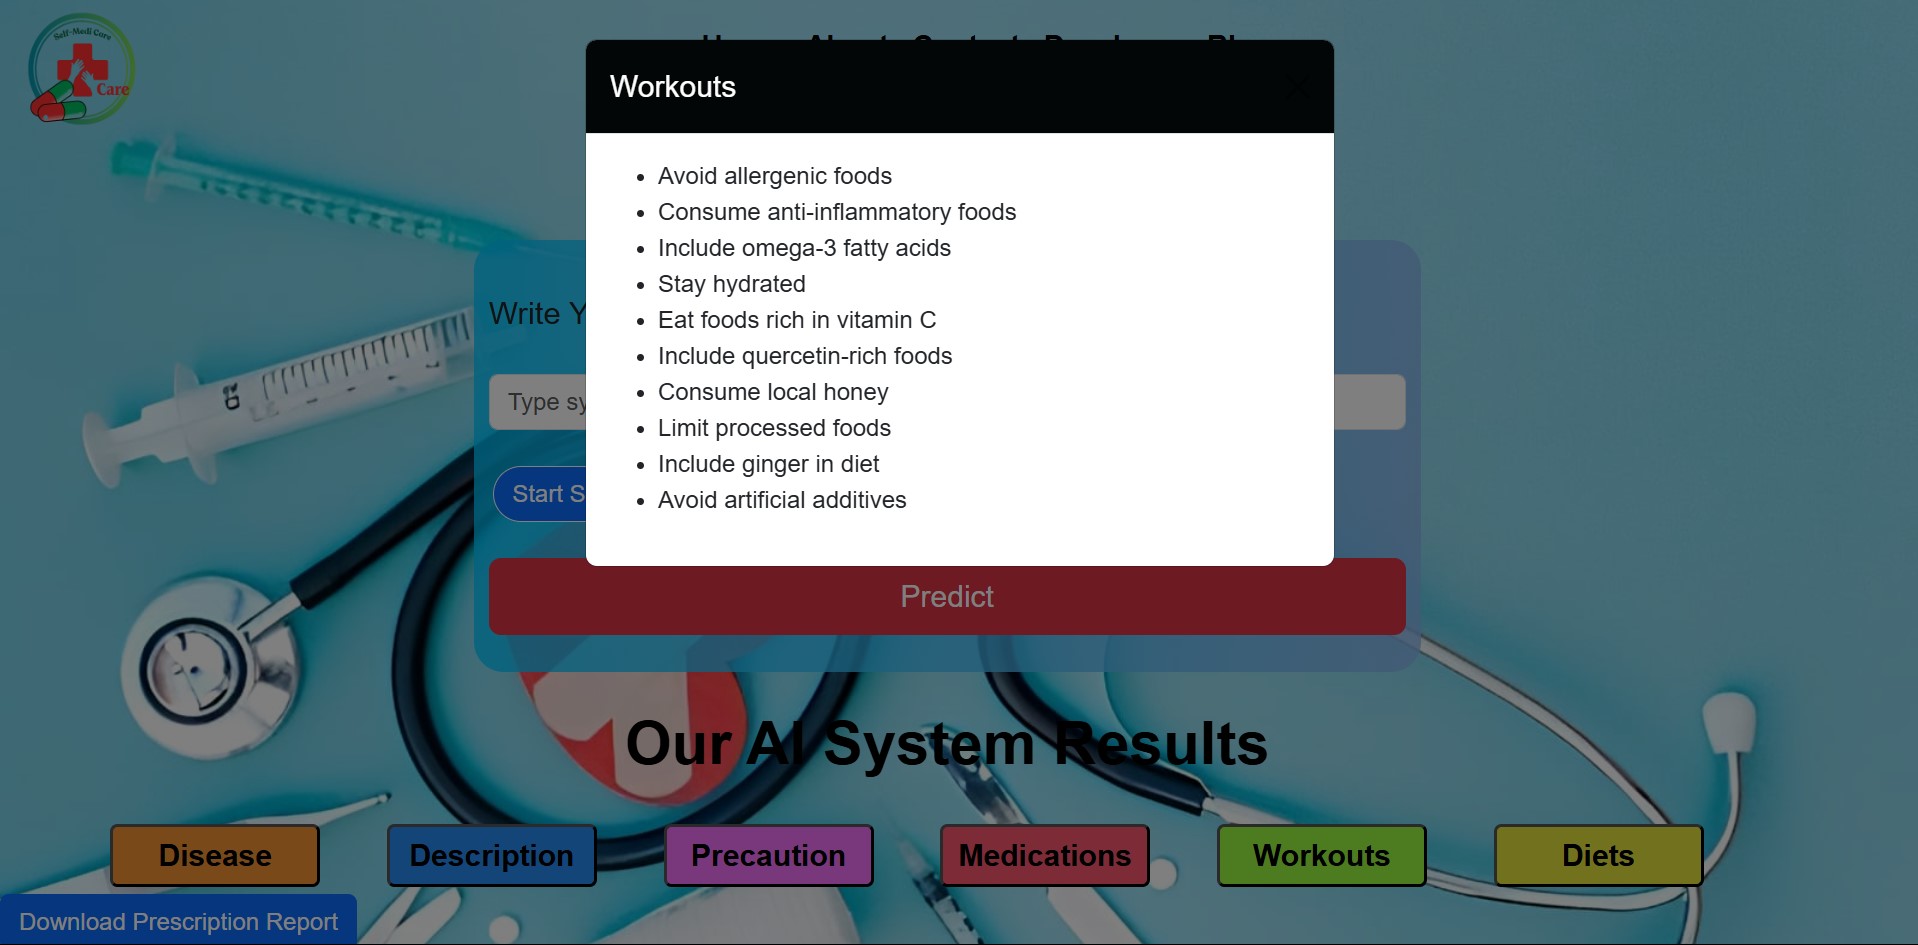 Self-Medi Care
Care
Workouts
Avoid allergenic foods
Consume anti-inflammatory foods
Include omega-3 fatty acids
Stay hydrated
Eat foods rich in vitamin C
Include quercetin-rich foods
Consume local honey
Limit processed foods
Include ginger in diet
Avoid artificial additives
Write Y
Type sy
Start S
Predict
Our AI System Results
Disease
Description
Precaution
Medications
Workouts
Diets
Download Prescription Report